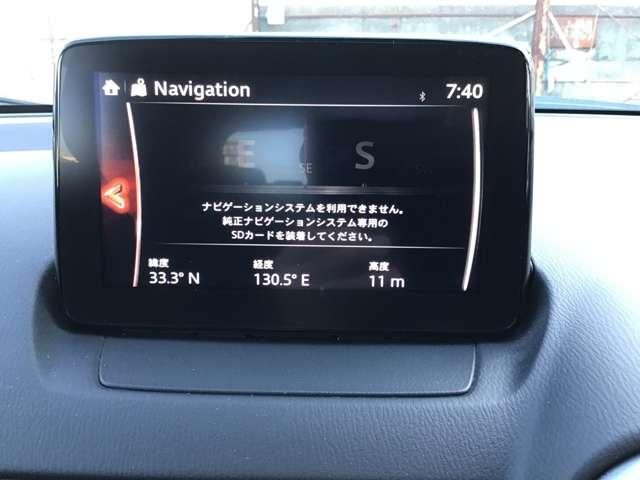 Navigation
7:40
E SE S
ナビゲーションシステムを利用できません。
純正ナビゲーションシステム専用の
SDカードを装着してください。
緯度 経度 高度
33.3° N 130.5° E 11 m